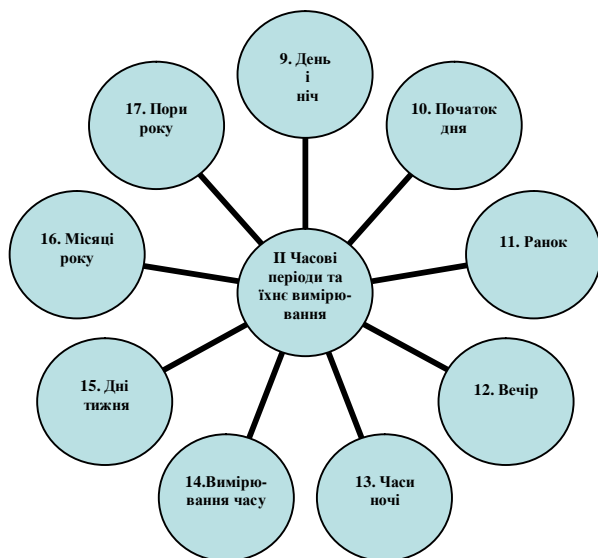 9. День
і
ніч
10. Початок
дня
11. Ранок
12. Вечір
13. Часи
ночі
14.Вимірю-
вання часу
15. Дні
тижня
16. Місяці
року
17. Пори
року
ІІ Часові
періоди та
їхнє вимірю-
вання